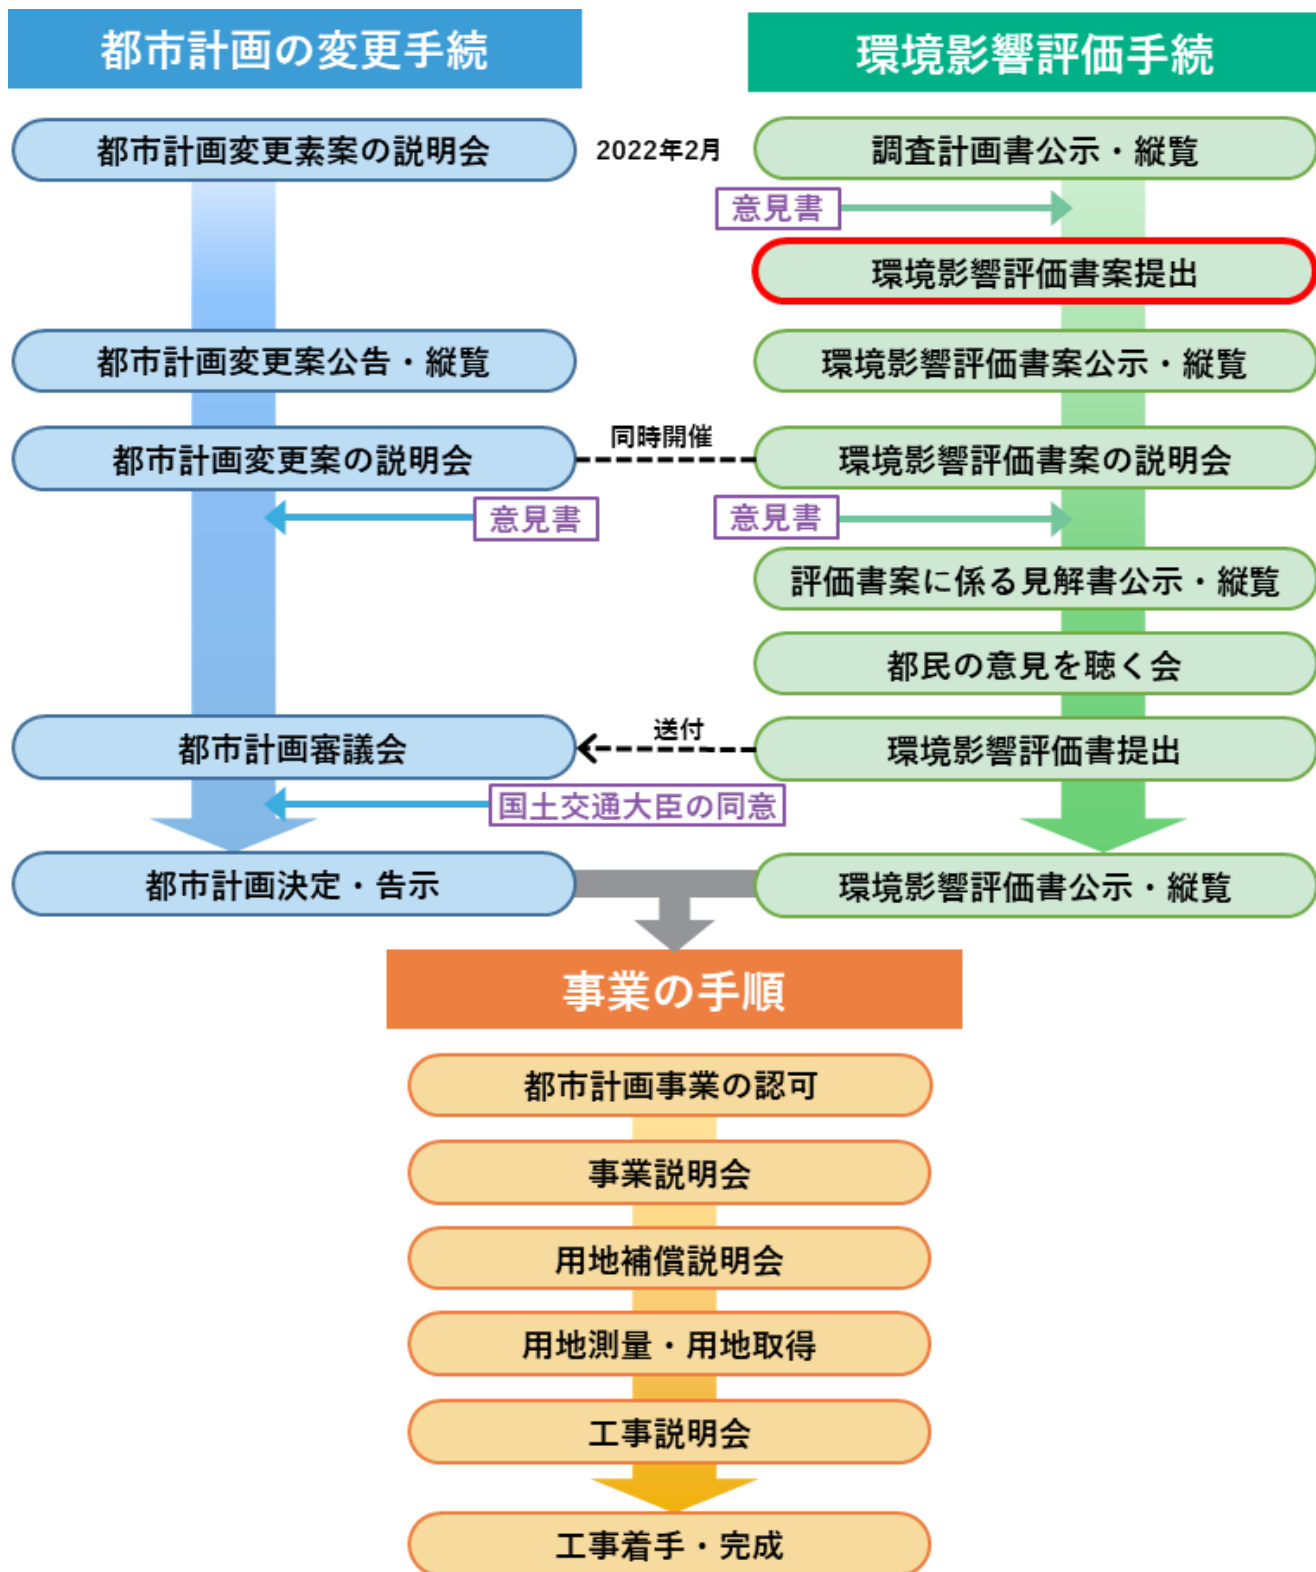 都市計画の変更手続
環境影響評価手続
都市計画変更素案の説明会
2022年2月
調査計画書公示・縦覧
意見書
環境影響評価書案提出
都市計画変更案公告・縦覧
環境影響評価書案公示・縦覧
都市計画変更案の説明会
同時開催
環境影響評価書案の説明会
意見書
意見書
評価書案に係る見解書公示・縦覧
都民の意見を聴く会
都市計画審議会
送付
環境影響評価書提出
国土交通大臣の同意
都市計画決定・告示
環境影響評価書公示・縦覧
事業の手順
都市計画事業の認可
事業説明会
用地補償説明会
用地測量・用地取得
工事説明会
工事着手・完成